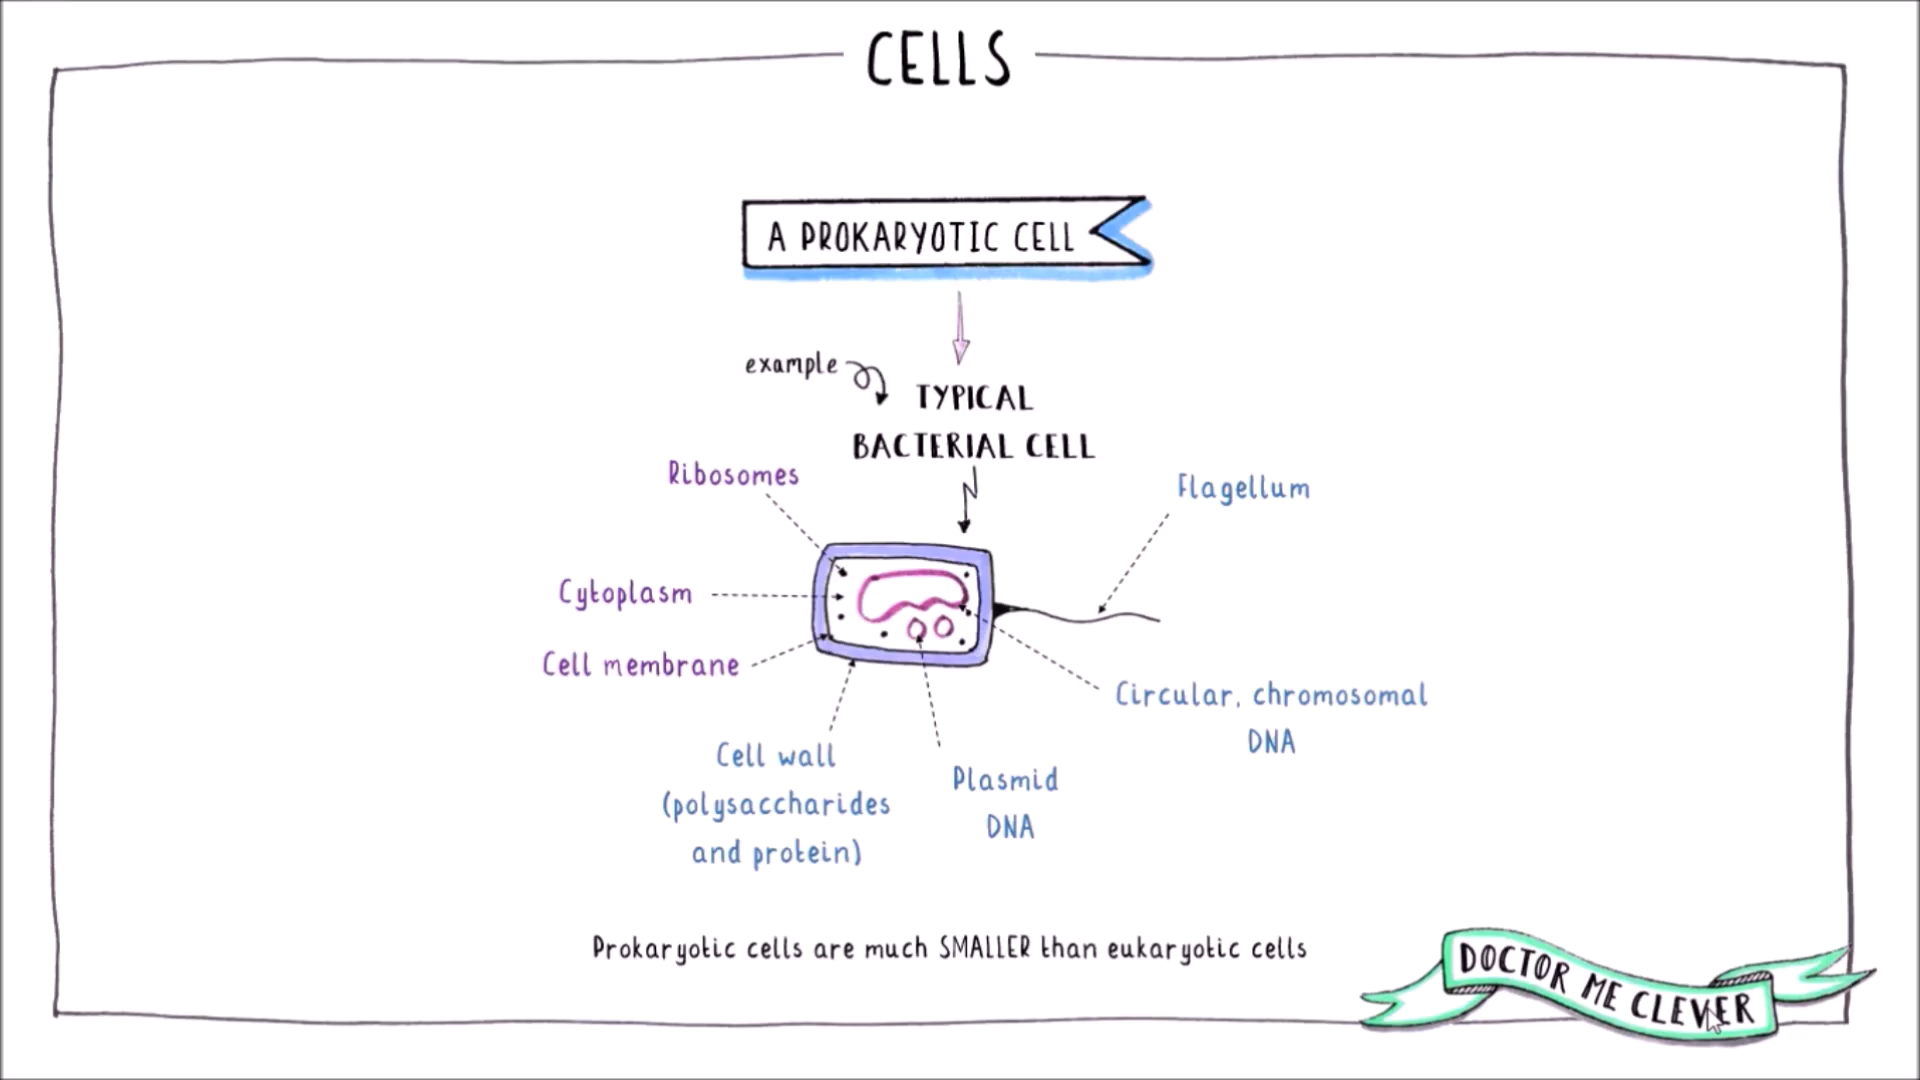 CELLS
A PROKARYOTIC CELL
example
TYPICAL
BACTERIAL CELL
Ribosomes
Flagellum
Cytoplasm
Cell membrane
Circular, chromosomal
DNA
Cell wall
(polysaccharides
and protein)
Plasmid
DNA
Prokaryotic cells are much SMALLER than eukaryotic cells
DOCTOR ME CLEVER